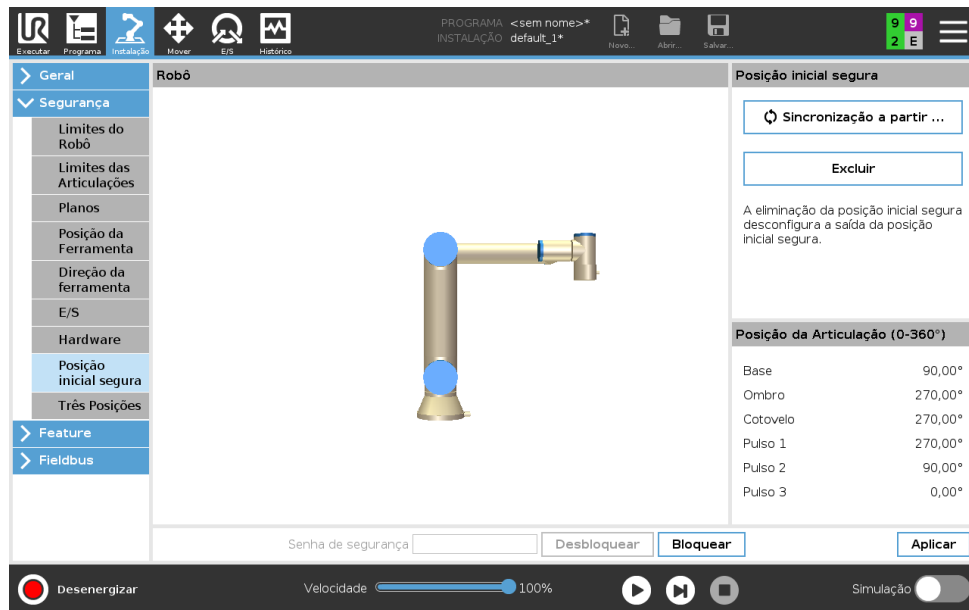 UR
Executar
Programa
Instalação
Mover
E/S
Histórico
PROGRAMA <sem nome>*
INSTALAÇÃO default_1*
Novo...
Abrir...
Salvar...
9 9
2 E
Geral
Segurança
Limites do
Robô
Limites das
Articulações
Planos
Posição da
Ferramenta
Direção da
ferramenta
E/S
Hardware
Posição
inicial segura
Três Posições
Feature
Fieldbus
Robô
Posição inicial segura
Sincronização a partir ...
Excluir
A eliminação da posição inicial segura
desconfigura a saída da posição
inicial segura.
Posição da Articulação (0-360°)
Base 90,00°
Ombro 270,00°
Cotovelo 270,00°
Pulso 1 270,00°
Pulso 2 90,00°
Pulso 3 0,00°
Senha de segurança
Desbloquear
Bloquear
Aplicar
Desenergizar
Velocidade 100%
Simulação